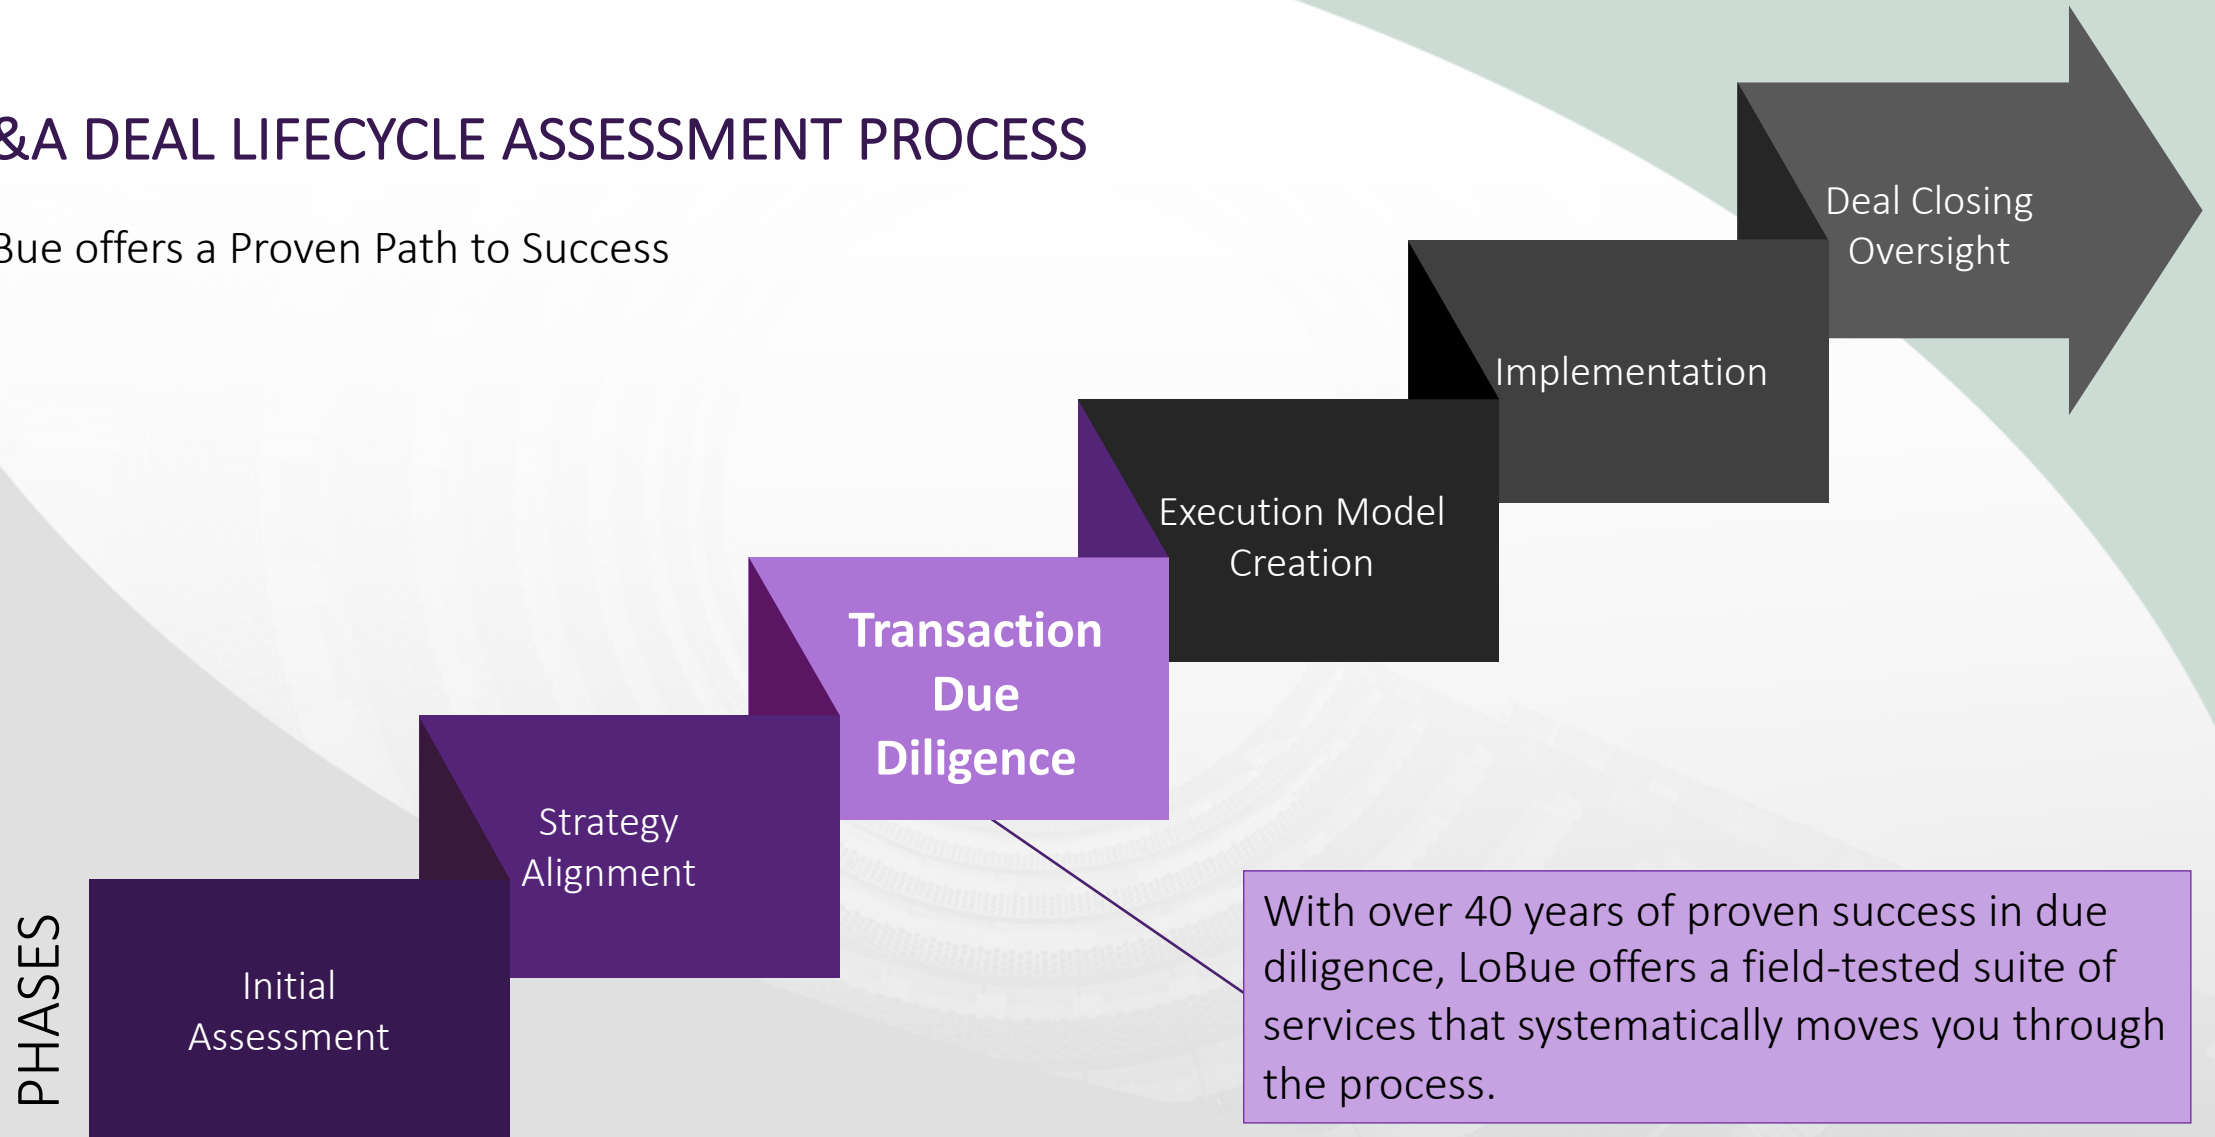 &A DEAL LIFECYCLE ASSESSMENT PROCESS
Bue offers a Proven Path to Success
Deal Closing
Oversight
Implementation
Execution Model
Creation
Transaction
Due
Diligence
Strategy
Alignment
Initial
Assessment
PHASES
With over 40 years of proven success in due
diligence, LoBue offers a field-tested suite of
services that systematically moves you through
the process.